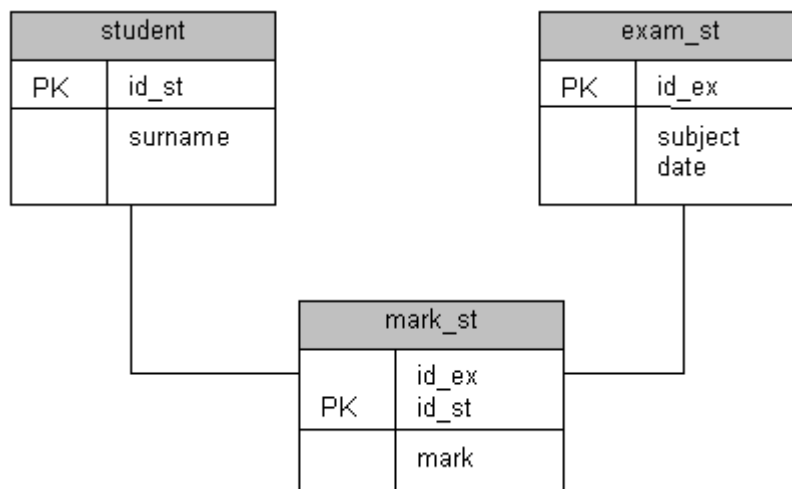 student
PK id_st
surname
exam_st
PK id_ex
subject
date
mark_st
id_ex
PK id_st
mark